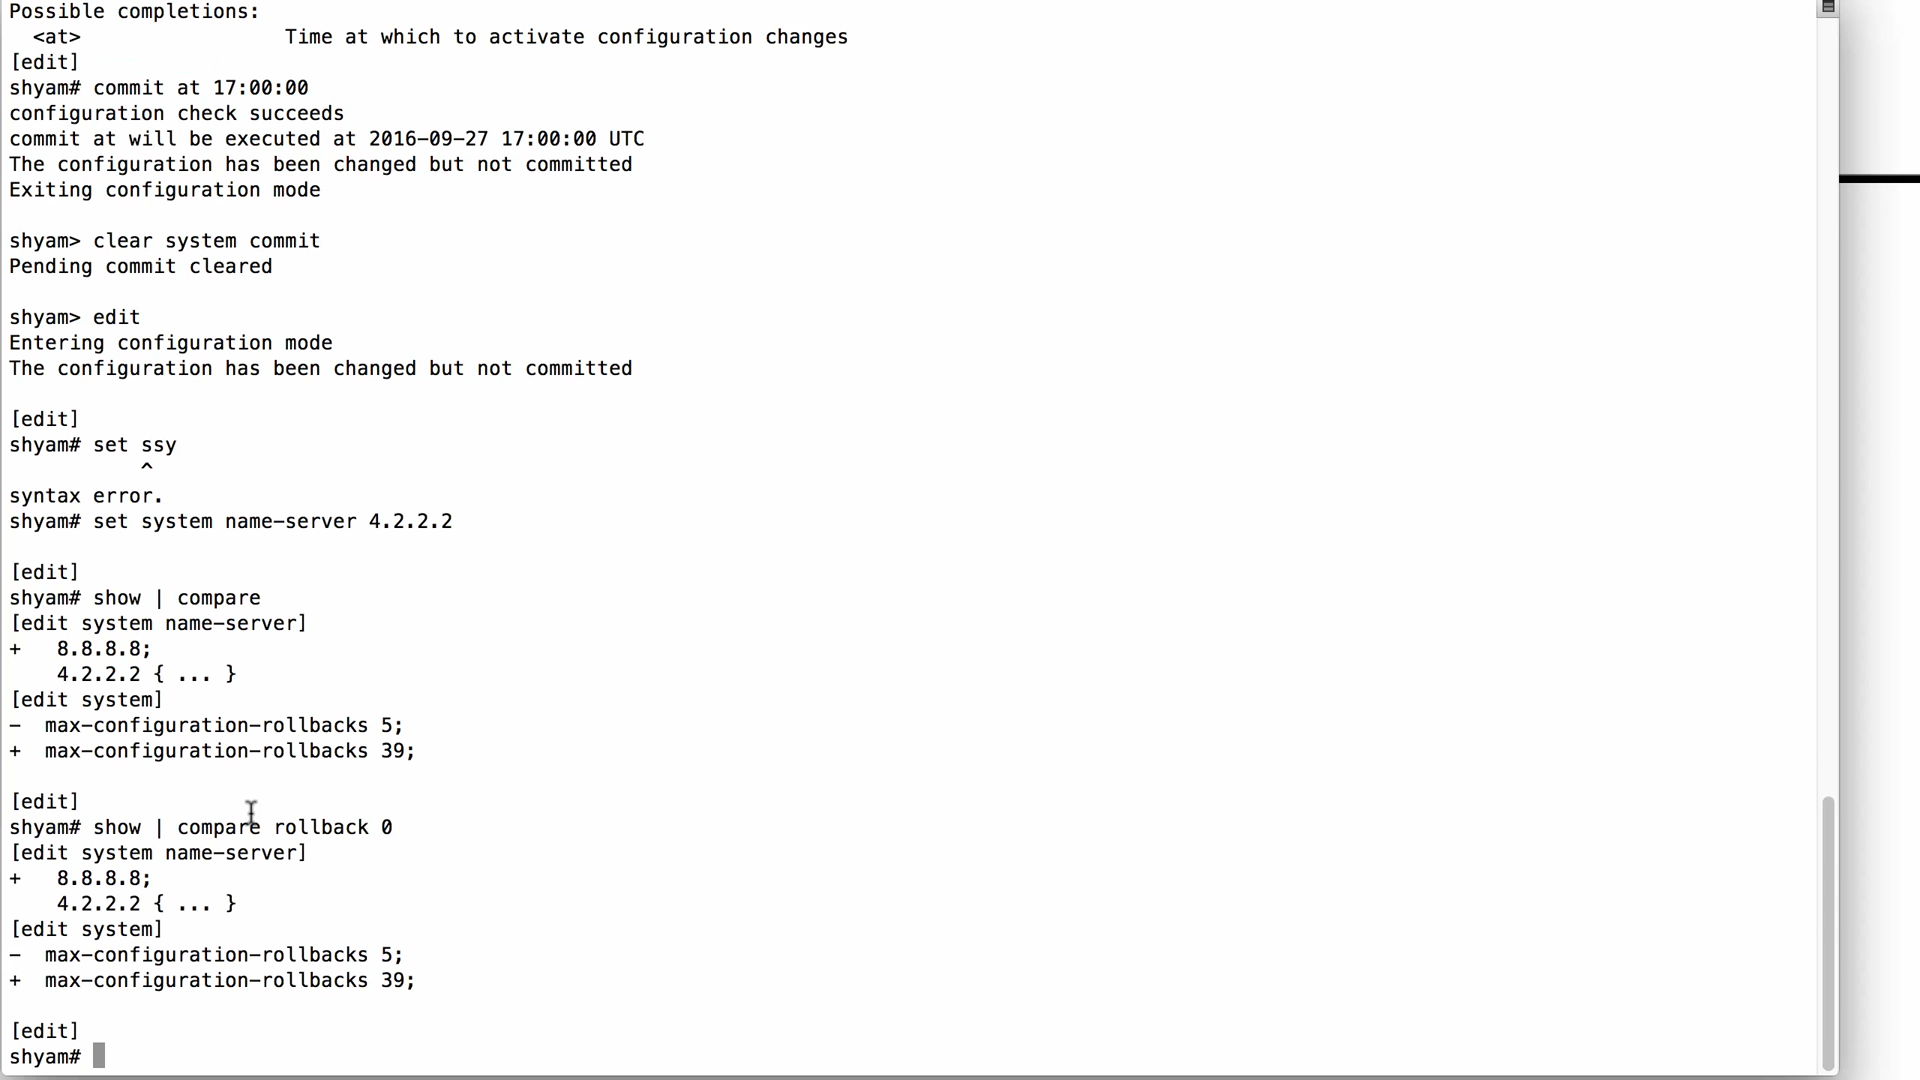 Possible completions:
  <at>                 Time at which to activate configuration changes
[edit]
shyam# commit at 17:00:00
configuration check succeeds
commit at will be executed at 2016-09-27 17:00:00 UTC
The configuration has been changed but not committed
Exiting configuration mode

shyam> clear system commit
Pending commit cleared

shyam> edit
Entering configuration mode
The configuration has been changed but not committed

[edit]
shyam# set ssy
           ^
syntax error.
shyam# set system name-server 4.2.2.2

[edit]
shyam# show | compare
[edit system name-server]
+   8.8.8.8;
    4.2.2.2 { ... }
[edit system]
-  max-configuration-rollbacks 5;
+  max-configuration-rollbacks 39;

[edit]
shyam# show | compare rollback 0
[edit system name-server]
+   8.8.8.8;
    4.2.2.2 { ... }
[edit system]
-  max-configuration-rollbacks 5;
+  max-configuration-rollbacks 39;

[edit]
shyam#